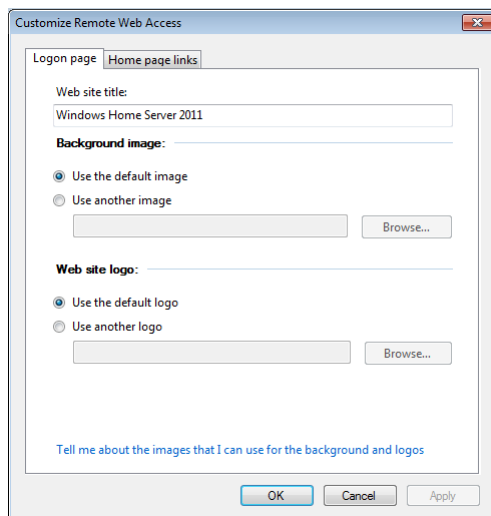 Customize Remote Web Access
Logon page Home page links
Web site title:
Windows Home Server 2011
Background image:
Use the default image
Use another image
Browse...
Web site logo:
Use the default logo
Use another logo
Browse...
Tell me about the images that I can use for the background and logos
OK Cancel Apply